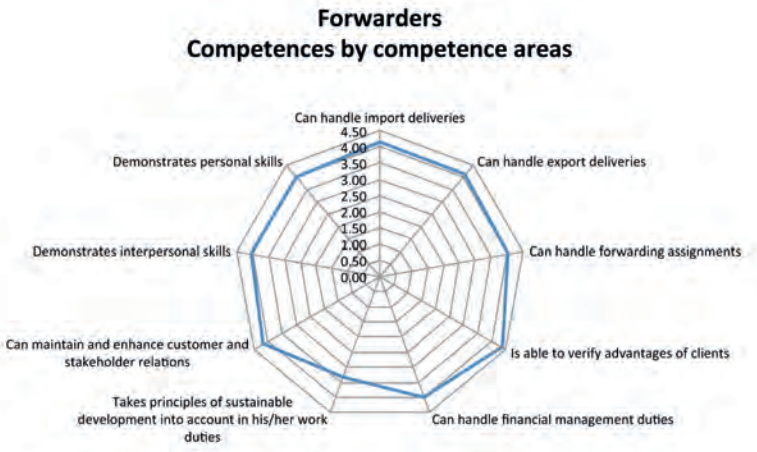 Forwarders
Competences by competence areas
Can handle import deliveries
4.50
4.00
3.50
3.00
2.50
2.00
1.50
1.00
0.50
0.00
Can handle export deliveries
Can handle forwarding assignments
Is able to verify advantages of clients
Can handle financial management duties
Takes principles of sustainable
development into account in his/her work
duties
Can maintain and enhance customer and
stakeholder relations
Demonstrates interpersonal skills
Demonstrates personal skills